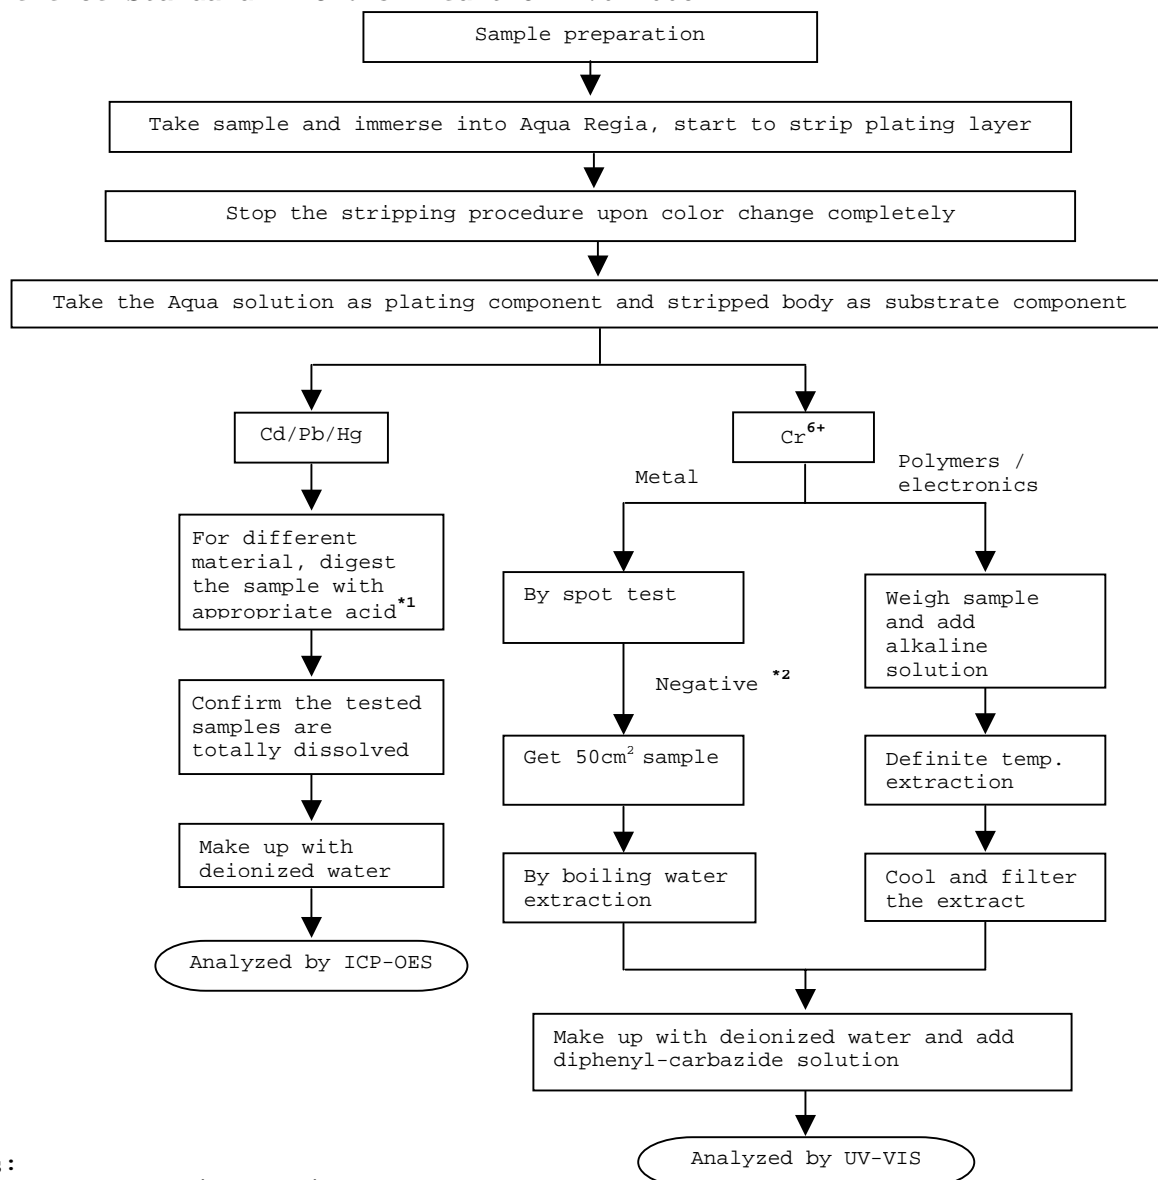 Sample preparation
Take sample and immerse into Aqua Regia, start to strip plating layer
Stop the stripping procedure upon color change completely
Take the Aqua solution as plating component and stripped body as substrate component
Cd/Pb/Hg
Cr6+
Metal
Polymers /
electronics
For different
material, digest
the sample with
appropriate acid*1
By spot test
Weigh sample
and add
alkaline
solution
Negative *2
Confirm the tested
samples are
totally dissolved
Get 50cm2 sample
Definite temp.
extraction
Make up with
deionized water
By boiling water
extraction
Cool and filter
the extract
Analyzed by ICP-OES
Make up with deionized water and add
diphenyl-carbazide solution
Analyzed by UV-VIS